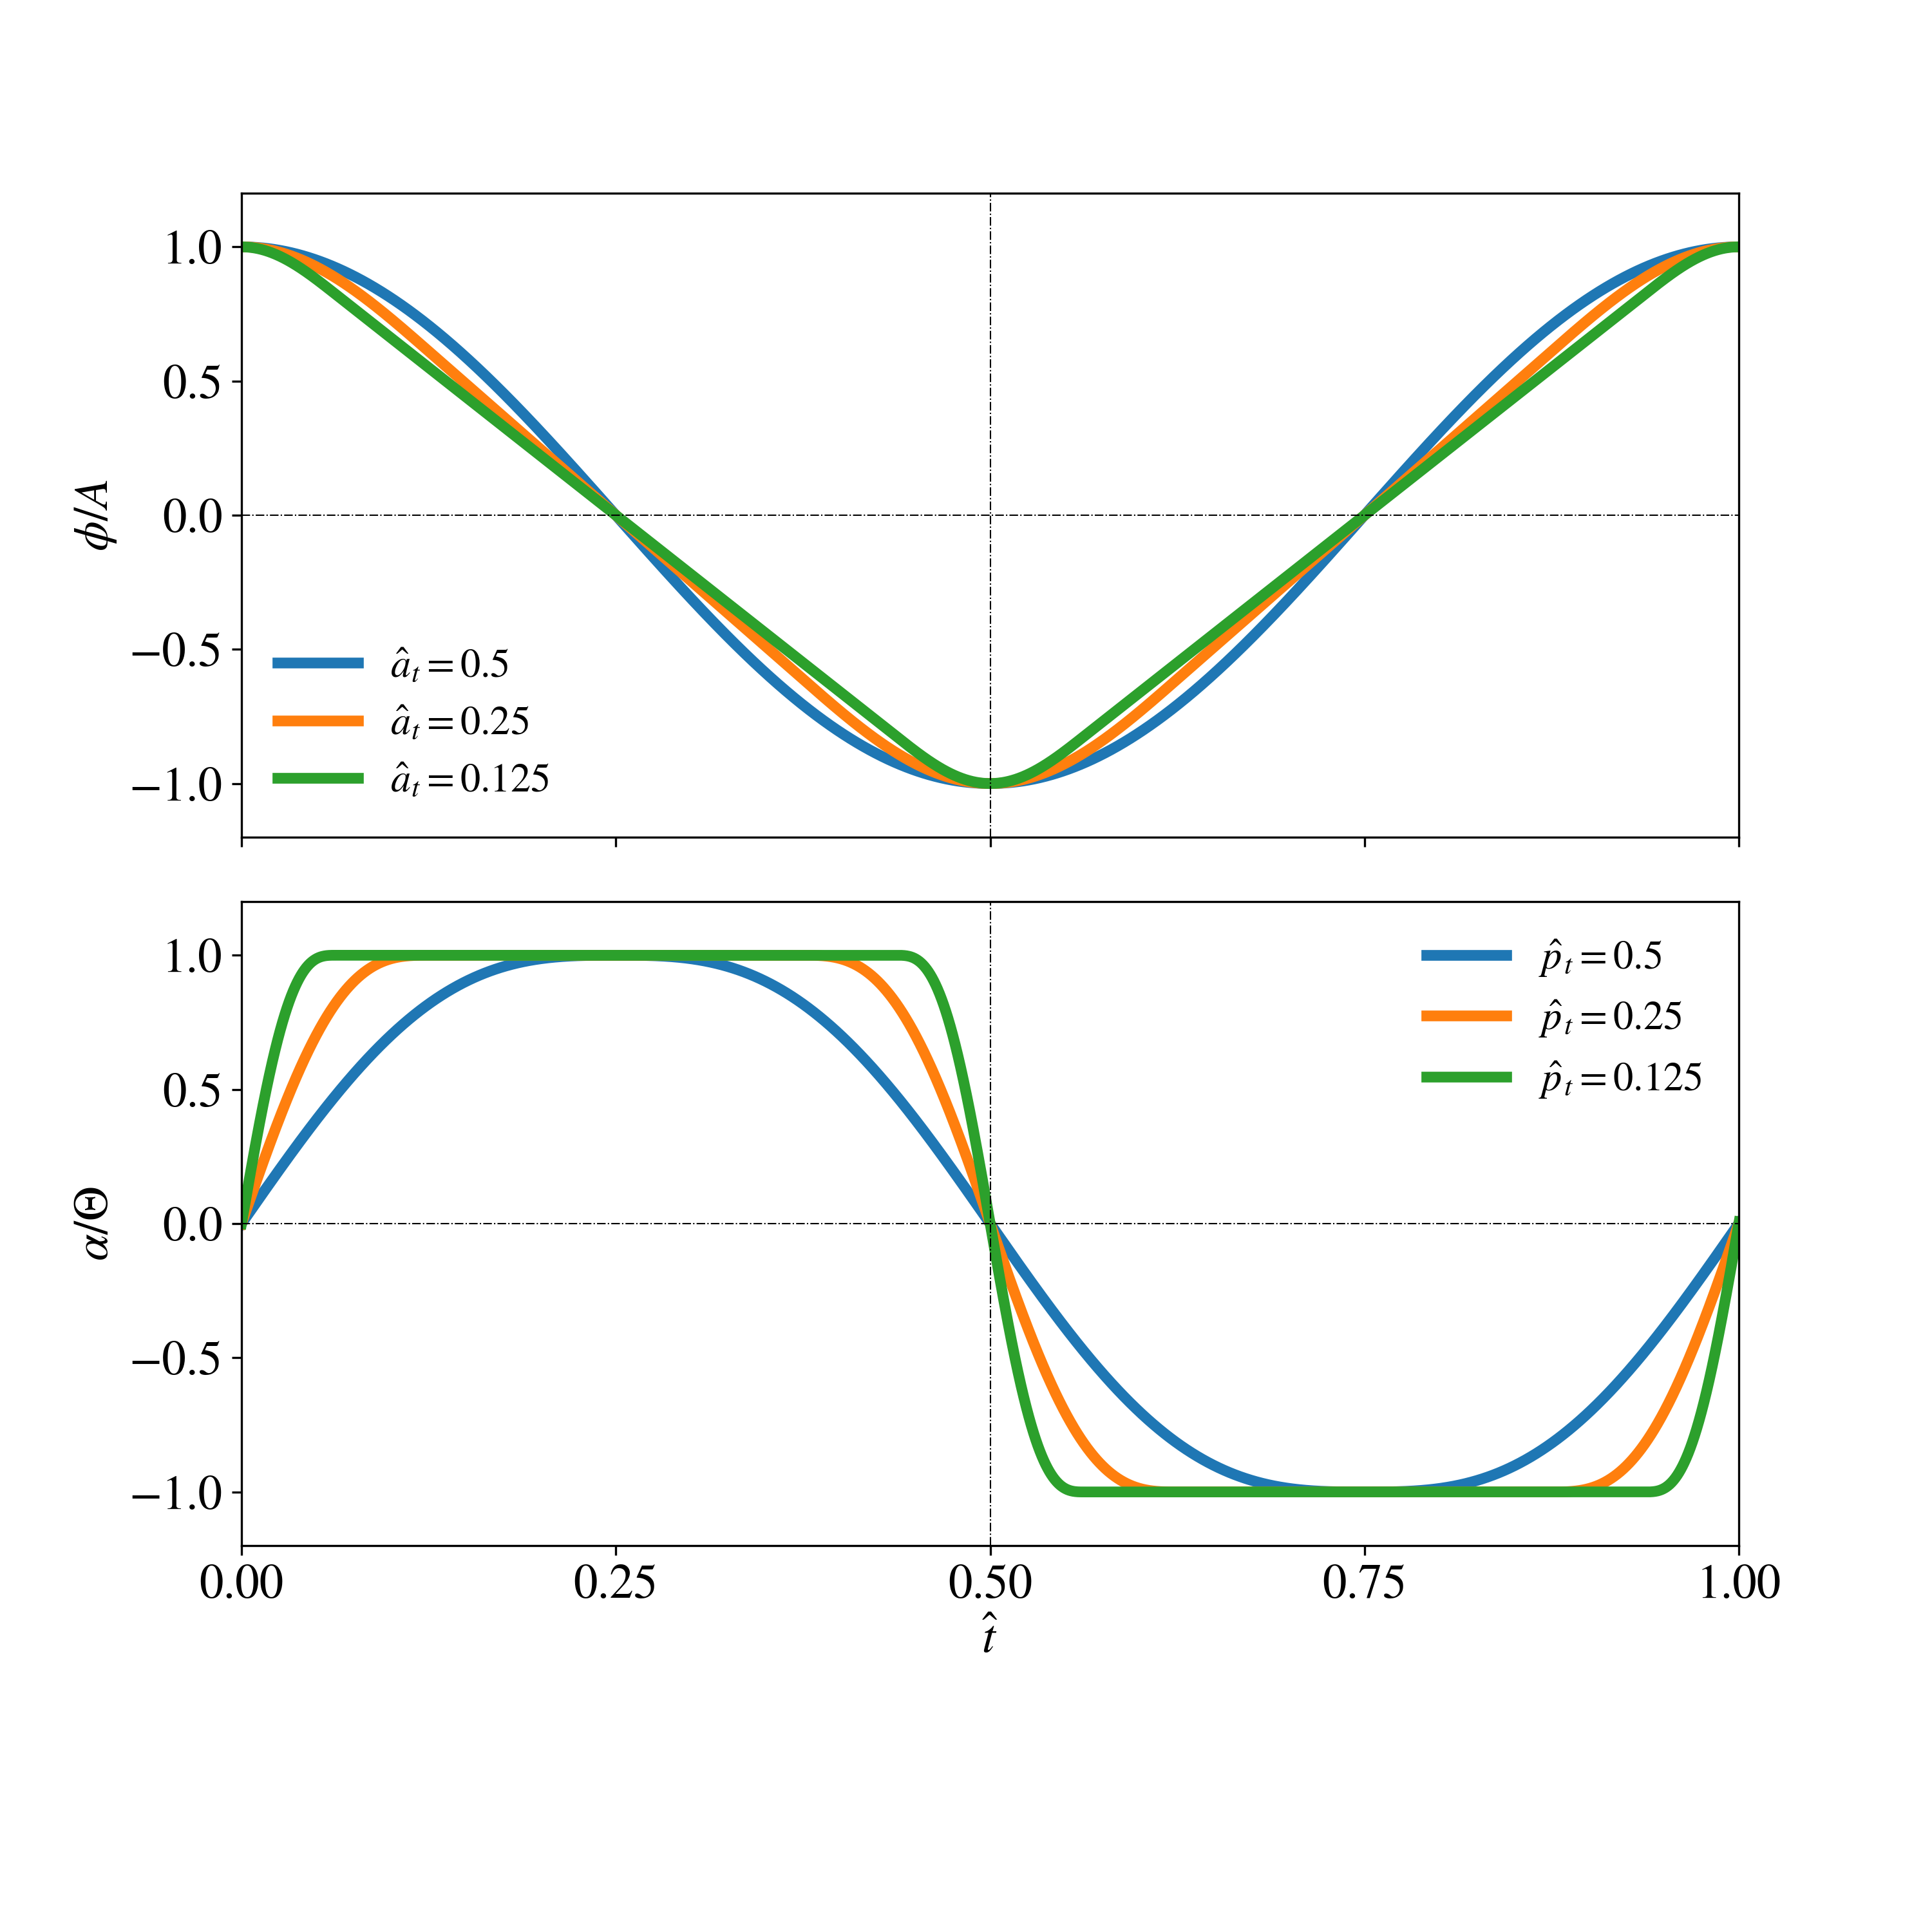 1.0
0.5
0.0
−0.5
−1.0
ϕ/A
â_t = 0.5
â_t = 0.25
â_t = 0.125
1.0
0.5
0.0
−0.5
−1.0
α/Θ
p̂_t = 0.5
p̂_t = 0.25
p̂_t = 0.125
0.00 0.25 0.50 0.75 1.00
t̂